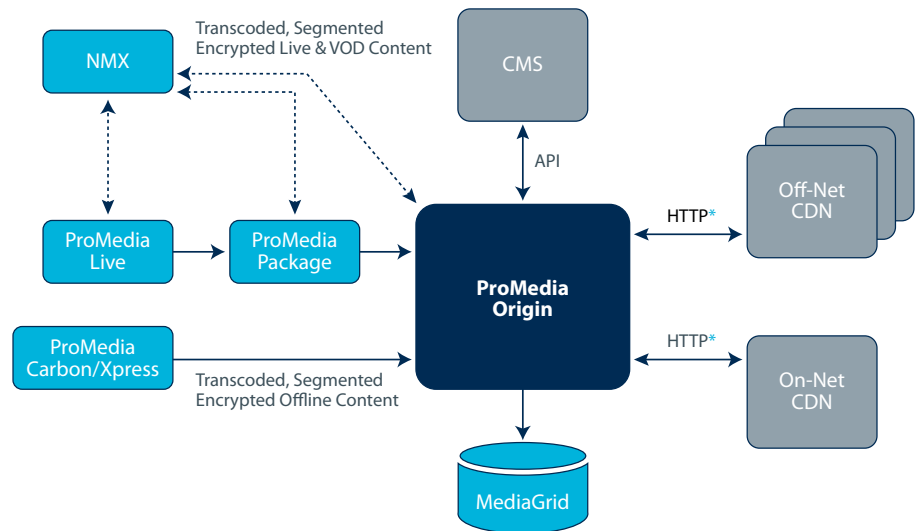 Transcoded, Segmented
Encrypted Live & VOD Content
NMX
CMS
API
Off-Net
CDN
HTTP*
ProMedia
Live
ProMedia
Package
ProMedia
Origin
ProMedia
Carbon/Xpress
HTTP*
On-Net
CDN
Transcoded, Segmented
Encrypted Offline Content
MediaGrid